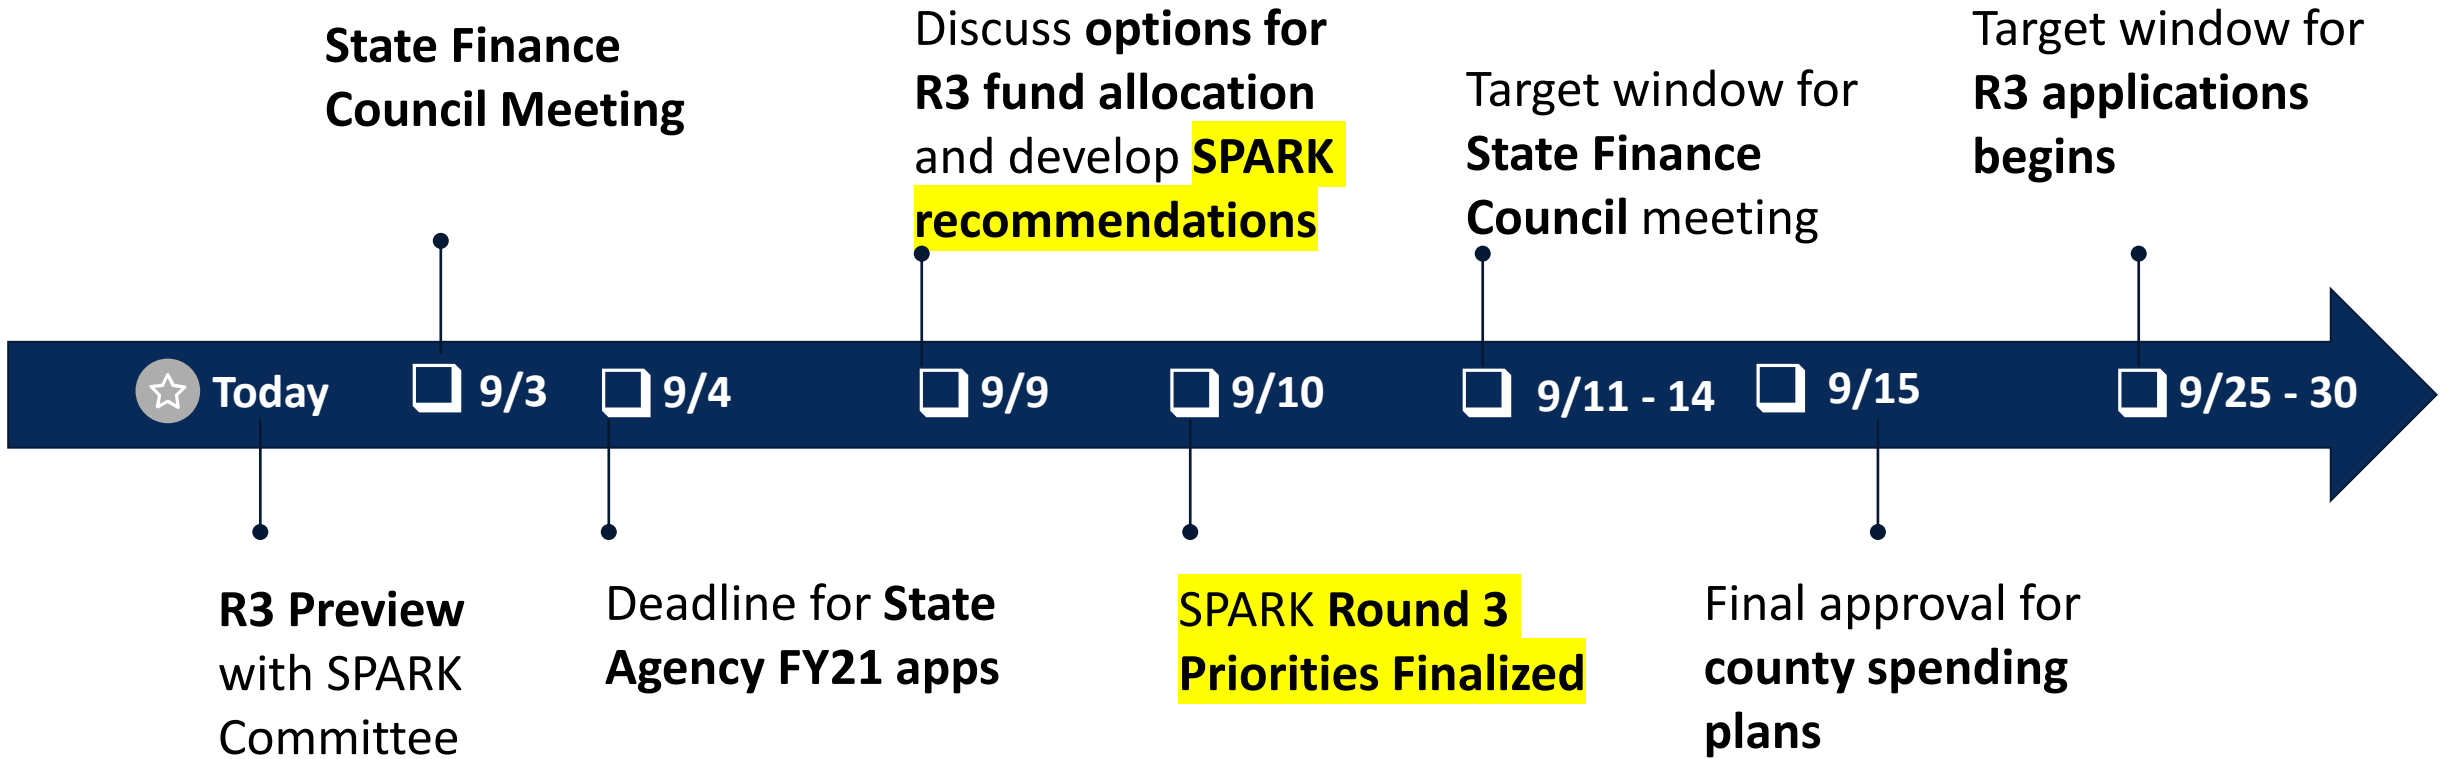 State Finance
Council Meeting
Discuss options for
R3 fund allocation
and develop SPARK
recommendations
Target window for
State Finance
Council meeting
Target window for
R3 applications
begins
Today
9/3
9/4
9/9
9/10
9/11 - 14
9/15
9/25 - 30
R3 Preview
with SPARK
Committee
Deadline for State
Agency FY21 apps
SPARK Round 3
Priorities Finalized
Final approval for
county spending
plans